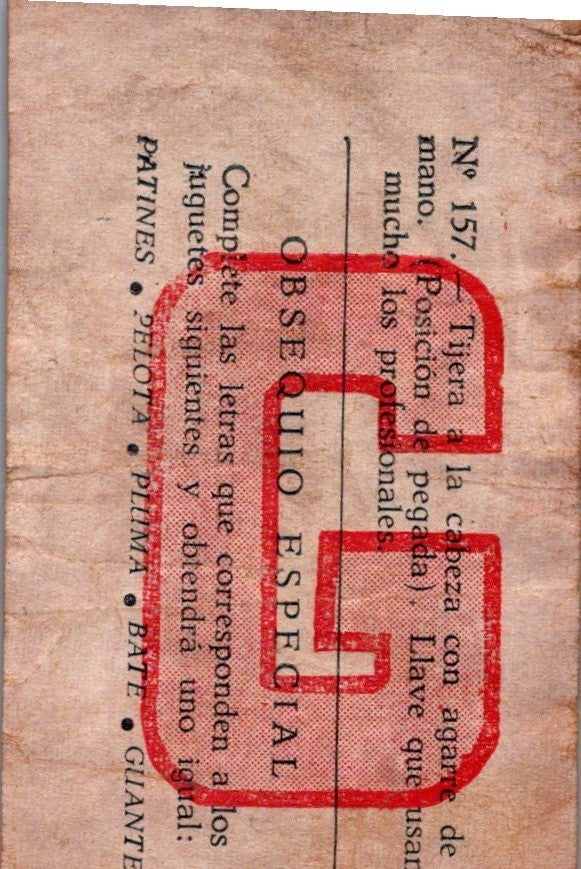 Nº 157.— Tijera a la cabeza con agarre de
mano. (Posición de pegada). Llave que usan
mucho los profesionales.
OBSEQUIO ESPECIAL
Complete las letras que corresponden a los
juguetes siguientes y obtendrá uno igual:
PATINES • PELOTA • PLUMA • BATE • GUANTE
G